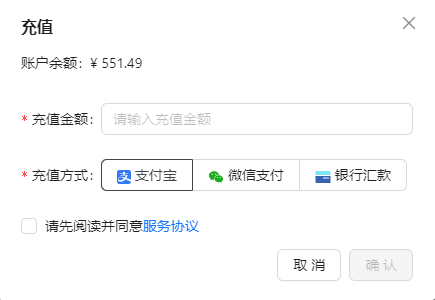 充值
账户余额：¥ 551.49
* 充值金额： 请输入充值金额
* 充值方式： 支付宝 微信支付 银行汇款
请先阅读并同意服务协议
取 消 确 认